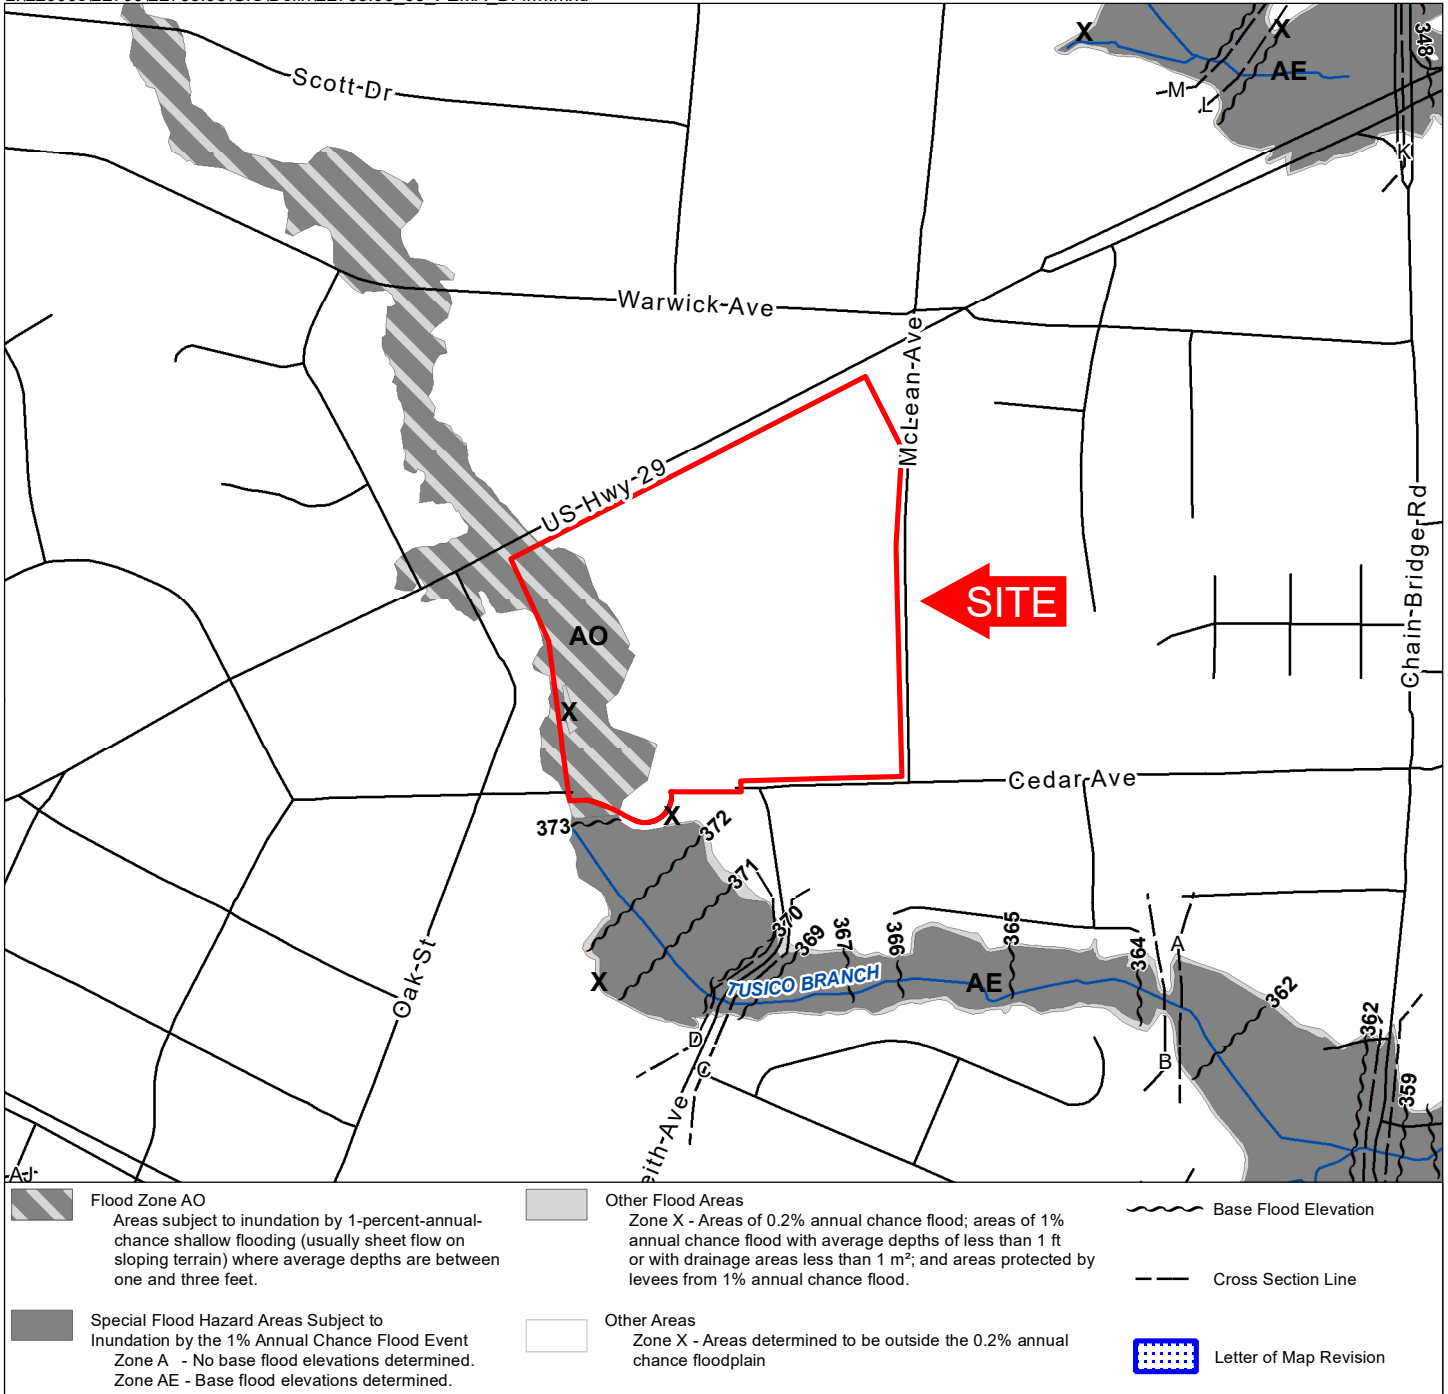 X
X
348
Scott-Dr
AE
M
L
K
Warwick-Ave
McLean-Ave
US-Hwy-29
Chain-Bridge-Rd
SITE
AO
X
Cedar-Ave
X
373
372
371
370
369
367
366
365
364
A
X
TUSICO BRANCH
AE
362
362
Oak-St
D
C
B
359
eith-Ave
AJ
Flood Zone AO
Areas subject to inundation by 1-percent-annual-
chance shallow flooding (usually sheet flow on
sloping terrain) where average depths are between
one and three feet.
Special Flood Hazard Areas Subject to
Inundation by the 1% Annual Chance Flood Event
Zone A - No base flood elevations determined.
Zone AE - Base flood elevations determined.
Other Flood Areas
Zone X - Areas of 0.2% annual chance flood; areas of 1%
annual chance flood with average depths of less than 1 ft
or with drainage areas less than 1 m²; and areas protected by
levees from 1% annual chance flood.
Other Areas
Zone X - Areas determined to be outside the 0.2% annual
chance floodplain
Base Flood Elevation
Cross Section Line
Letter of Map Revision